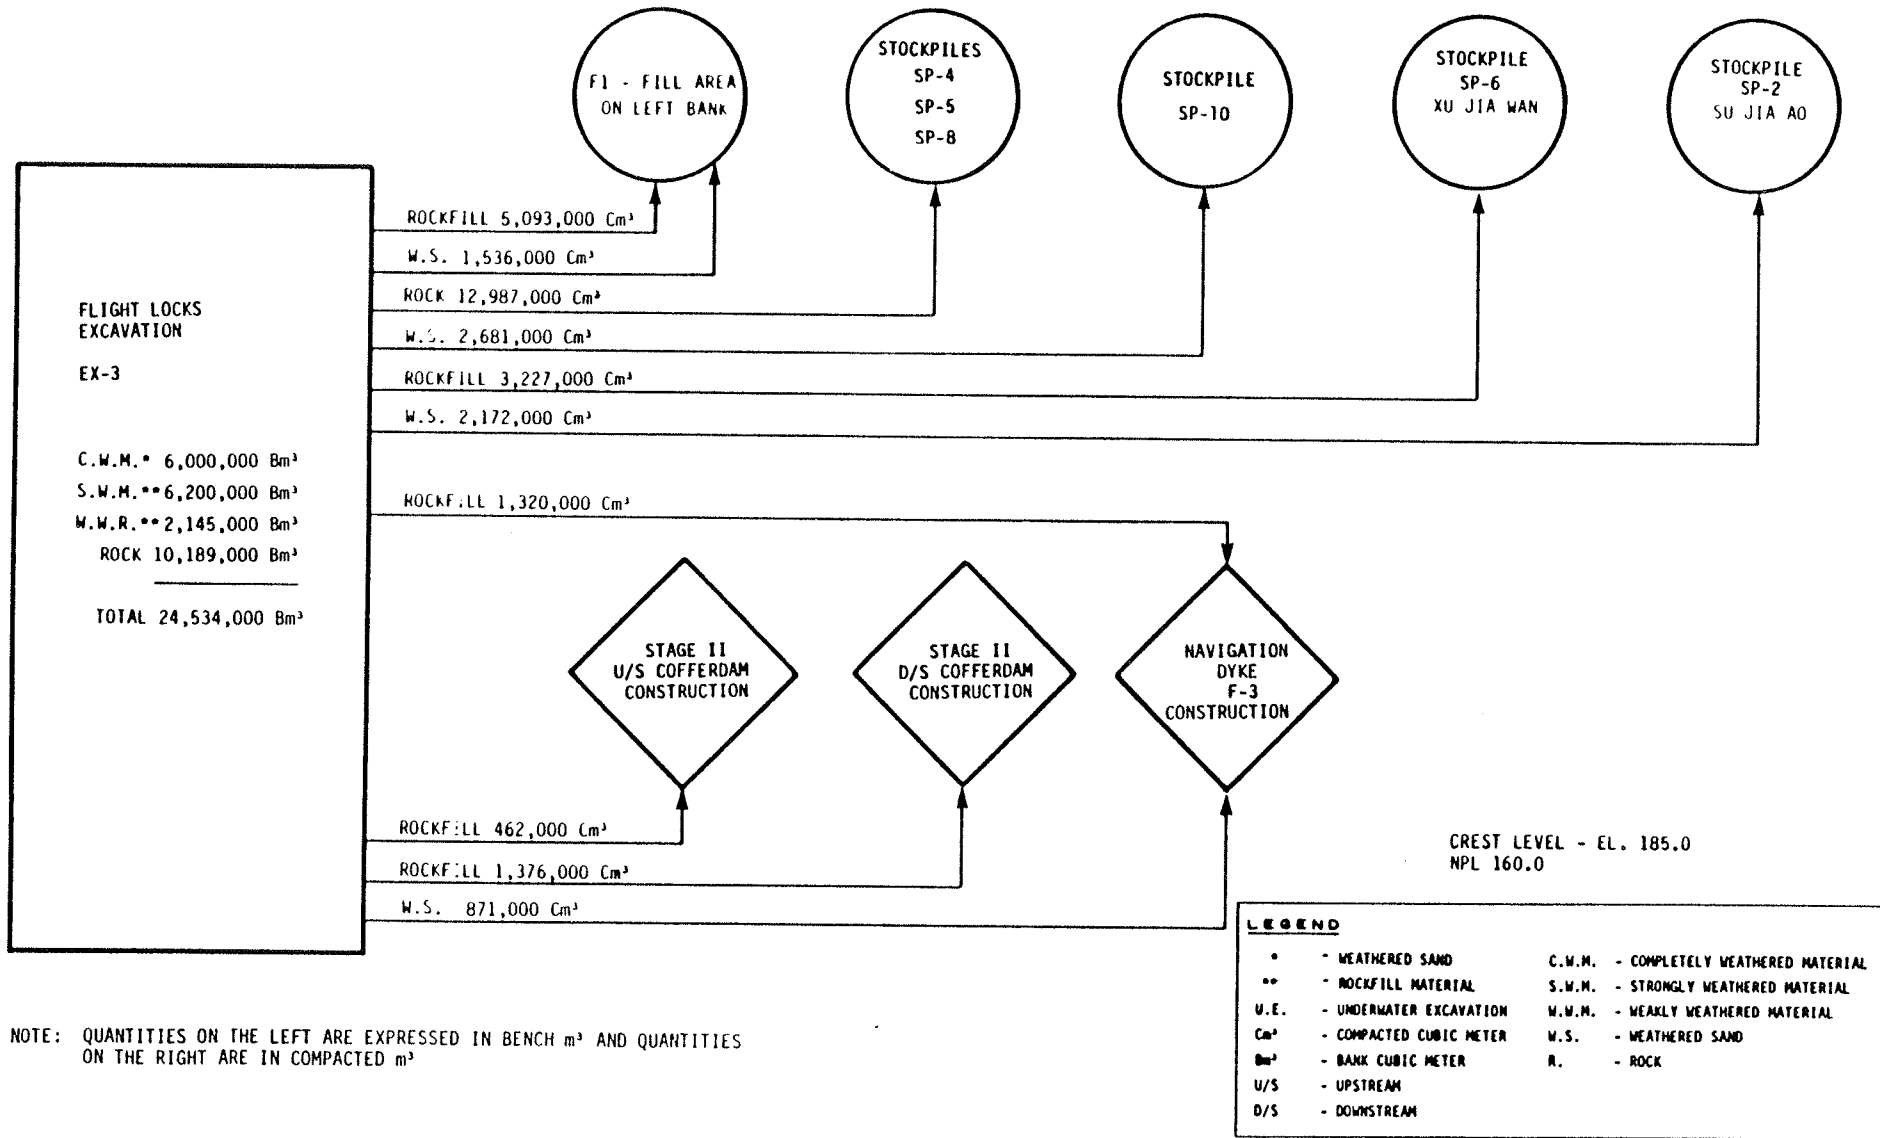 F1 - FILL AREA
ON LEFT BANK
STOCKPILES
SP-4
SP-5
SP-8
STOCKPILE
SP-10
STOCKPILE
SP-6
XU JIA WAN
STOCKPILE
SP-2
SU JIA AO
ROCKFILL 5,093,000 Cm³
W.S. 1,536,000 Cm³
ROCK 12,987,000 Cm³
W.S. 2,681,000 Cm³
ROCKFILL 3,227,000 Cm³
W.S. 2,172,000 Cm³
FLIGHT LOCKS
EXCAVATION
EX-3
C.W.M.* 6,000,000 Bm³
S.W.M.** 6,200,000 Bm³
W.W.R.** 2,145,000 Bm³
ROCK 10,189,000 Bm³
TOTAL 24,534,000 Bm³
ROCKFILL 1,320,000 Cm³
STAGE II
U/S COFFERDAM
CONSTRUCTION
STAGE II
D/S COFFERDAM
CONSTRUCTION
NAVIGATION
DYKE
F-3
CONSTRUCTION
ROCKFILL 462,000 Cm³
ROCKFILL 1,376,000 Cm³
W.S. 871,000 Cm³
CREST LEVEL - EL. 185.0
NPL 160.0
LEGEND
* - WEATHERED SAND
** - ROCKFILL MATERIAL
U.E. - UNDERWATER EXCAVATION
Cm³ - COMPACTED CUBIC METER
Bm³ - BANK CUBIC METER
U/S - UPSTREAM
D/S - DOWNSTREAM
C.W.M. - COMPLETELY WEATHERED MATERIAL
S.W.M. - STRONGLY WEATHERED MATERIAL
W.W.M. - WEAKLY WEATHERED MATERIAL
W.S. - WEATHERED SAND
R. - ROCK
NOTE: QUANTITIES ON THE LEFT ARE EXPRESSED IN BENCH m³ AND QUANTITIES
ON THE RIGHT ARE IN COMPACTED m³